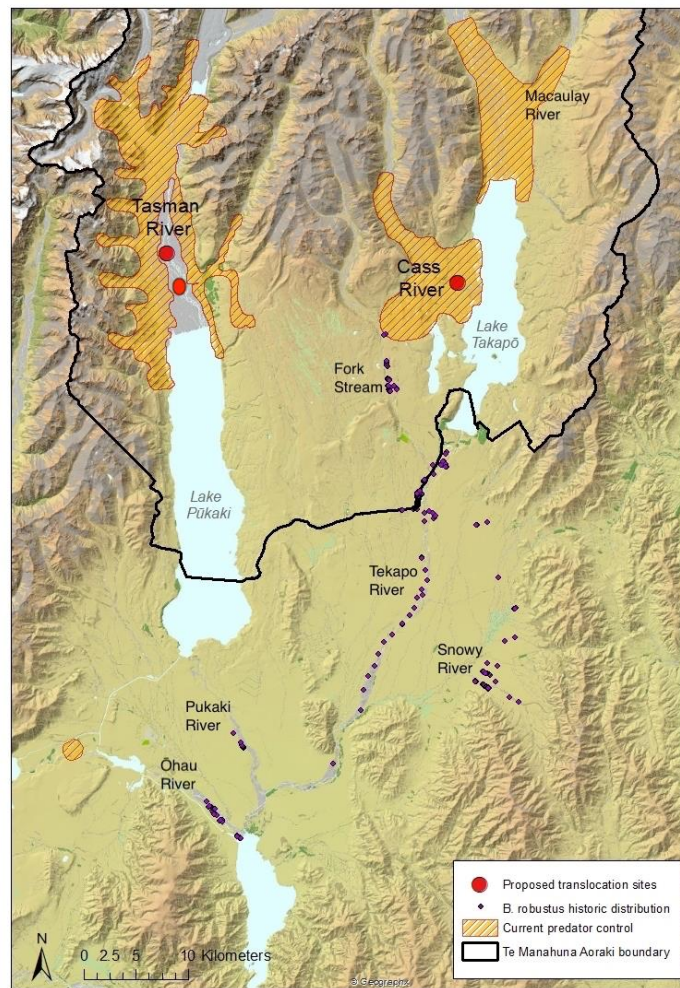 Macaulay
River
Tasman
River
Cass
River
Lake
Takapō
Fork
Stream
Lake
Pūkaki
Tekapo
River
Snowy
River
Pukaki
River
Ōhau
River
Proposed translocation sites
B. robustus historic distribution
Current predator control
Te Manahuna Aoraki boundary
N
0 2.5 5 10 Kilometers
© Geographx